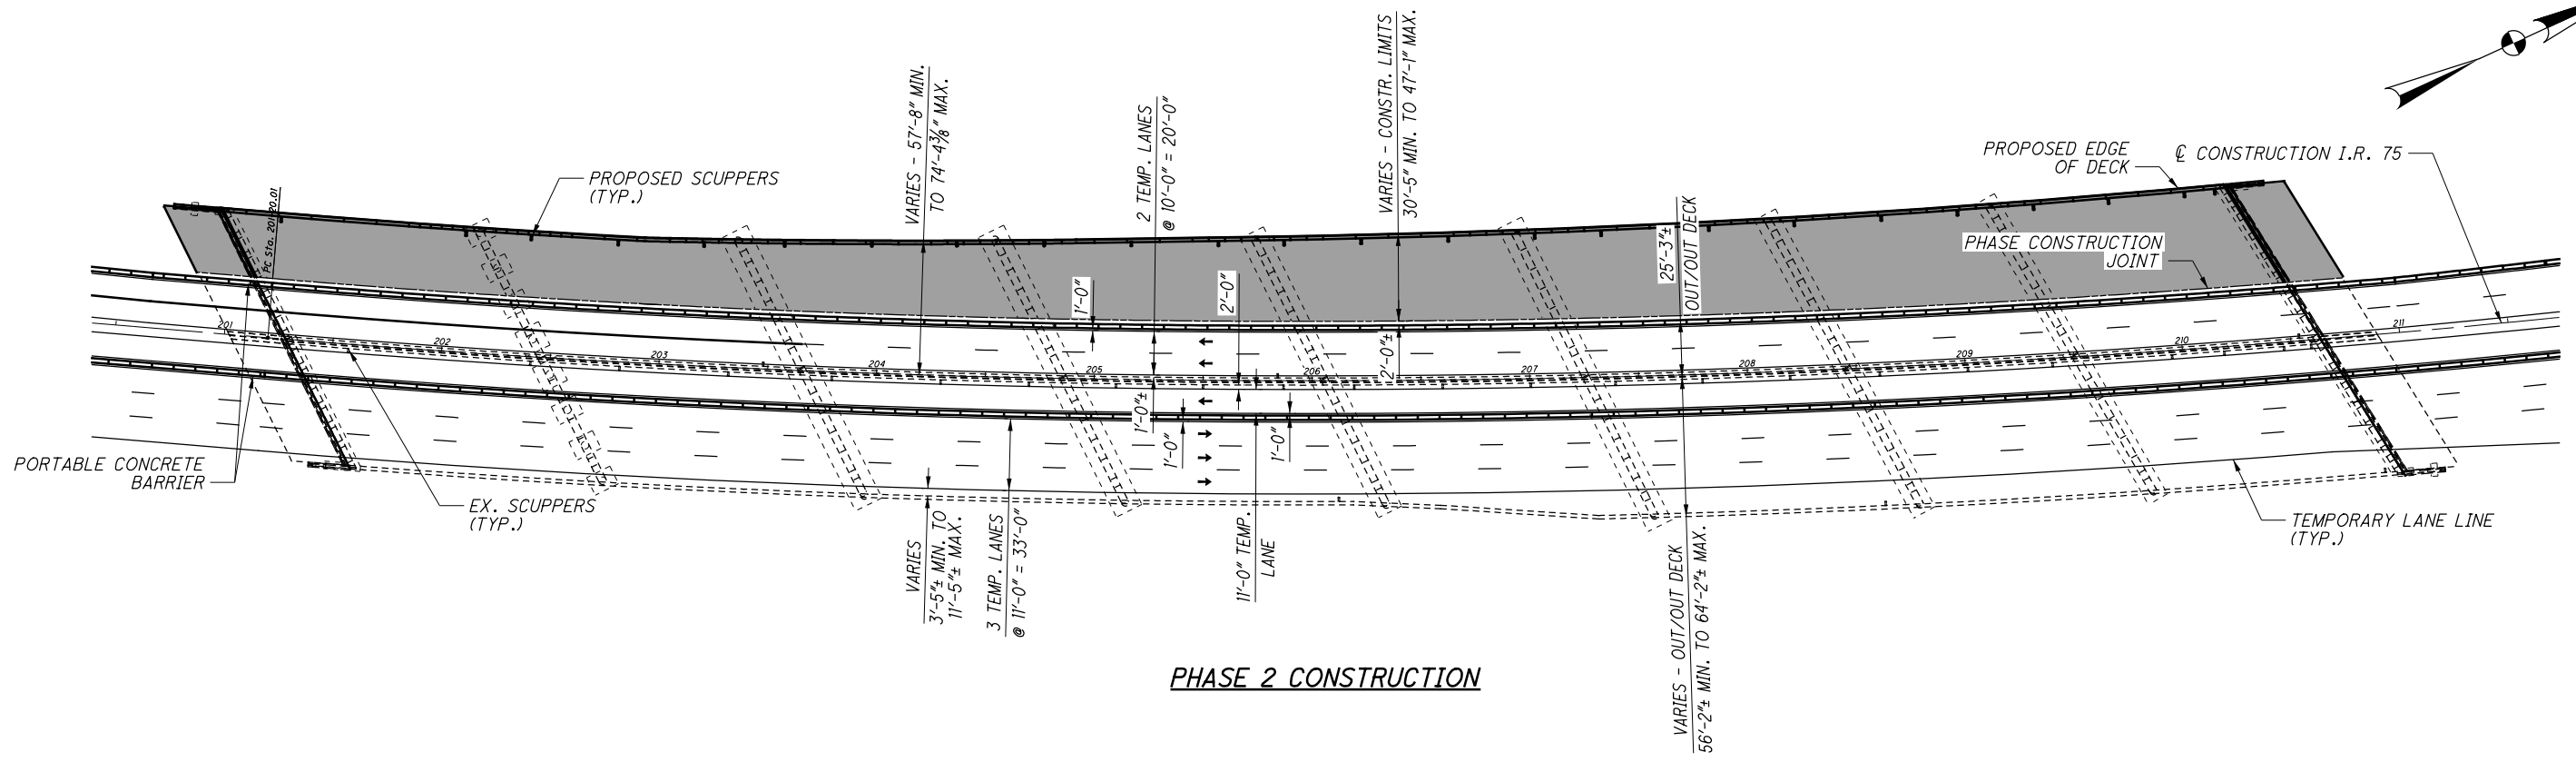 VARIES - 57'-8" MIN.
TO 74'-4⅜" MAX.
2 TEMP. LANES
@ 10'-0" = 20'-0"
VARIES - CONSTR. LIMITS
30'-5" MIN. TO 47'-1" MAX.
PROPOSED SCUPPERS
(TYP.)
PROPOSED EDGE
OF DECK
℄ CONSTRUCTION I.R. 75
PC Sta. 201+20.01
25'-3"±
OUT/OUT DECK
PHASE CONSTRUCTION
JOINT
1'-0"
2'-0"
2'-0"±
201
202
203
204
205
206
207
208
209
210
211
1'-0"±
1'-0"
1'-0"
PORTABLE CONCRETE
BARRIER
EX. SCUPPERS
(TYP.)
VARIES
3'-5"± MIN. TO
11'-5"± MAX.
3 TEMP. LANES
@ 11'-0" = 33'-0"
11'-0" TEMP.
LANE
VARIES - OUT/OUT DECK
56'-2"± MIN. TO 64'-2"± MAX.
TEMPORARY LANE LINE
(TYP.)
PHASE 2 CONSTRUCTION